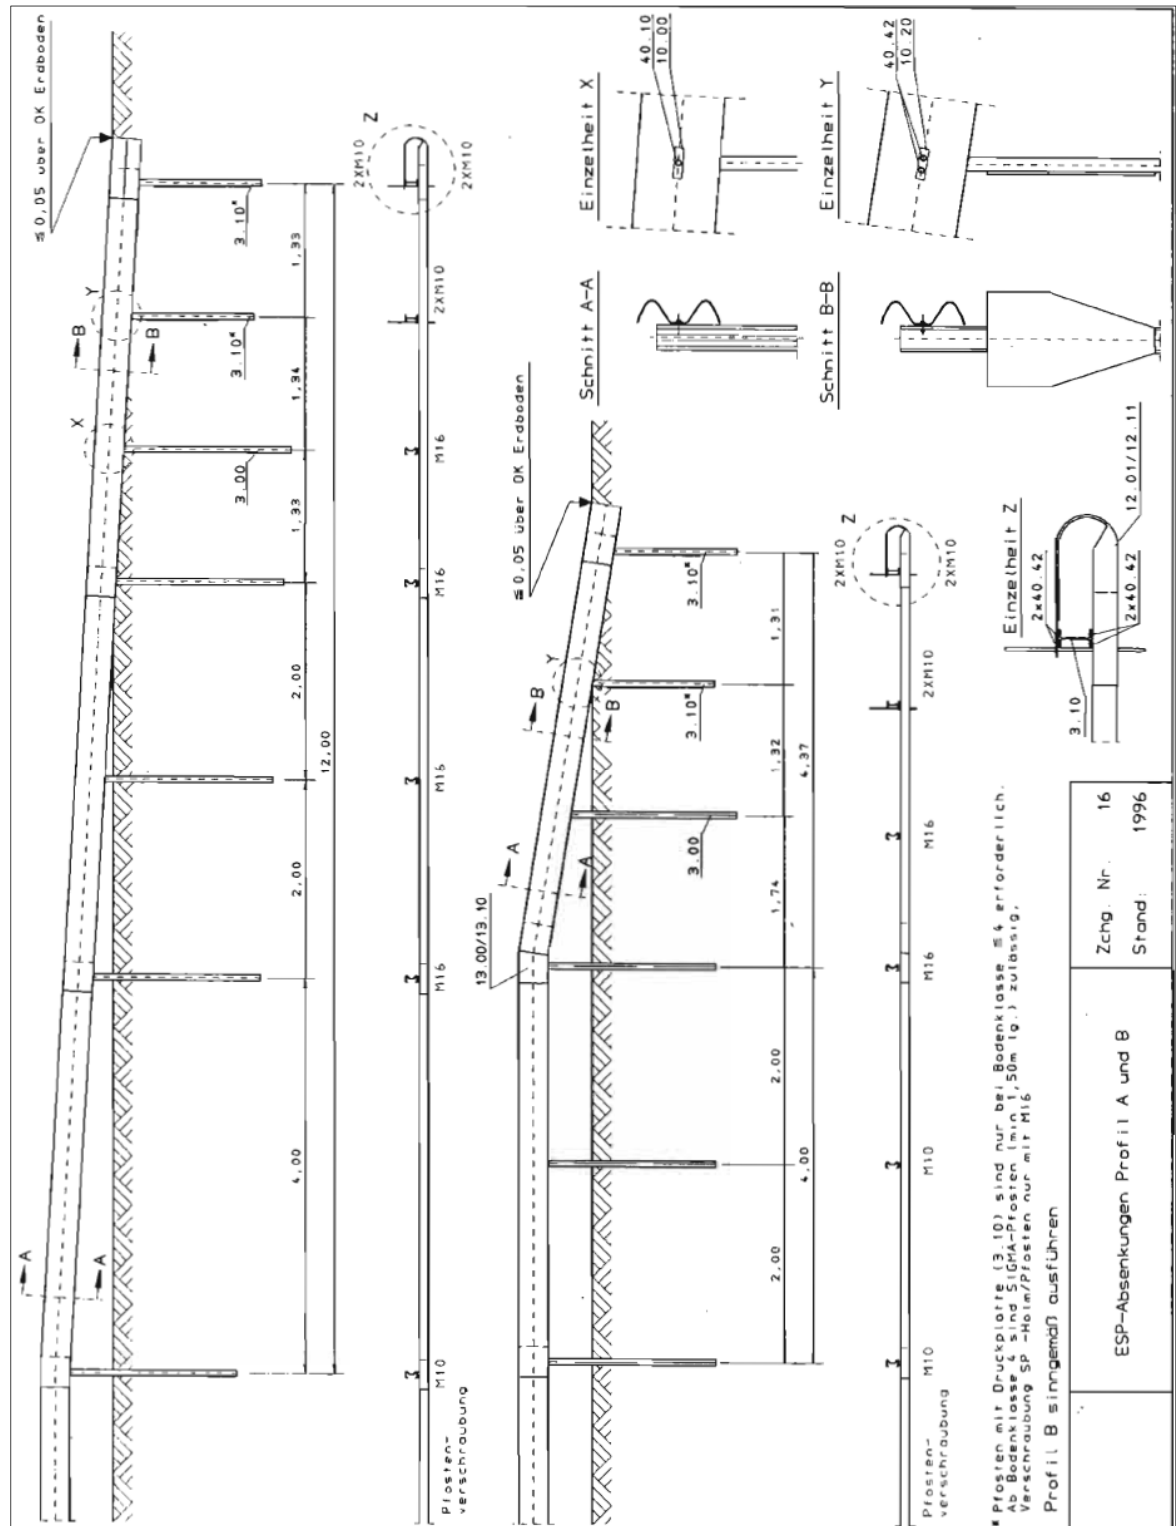 ≦0,05 über OK Erdboden
A
A
X
Y
B
B
3.00
3.10*
3.10*
4,00
2,00
2,00
1,33
1,34
1,33
12,00
Pfosten-
verschraubung
M10
M16
M16
M16
M16
2XM10
2XM10
2XM10
Z
≦0,05 über OK Erdboden
13.00/13.10
A
A
B
B
Y
3.00
3.10*
3.10*
2,00
2,00
1,74
1,32
1,31
4,00
4,37
Pfosten-
verschraubung
M10
M10
M16
M16
2XM10
2XM10
2XM10
Z
Einzelheit X
40.10
10.00
Einzelheit Y
40.42
10.20
Schnitt A-A
Schnitt B-B
Einzelheit Z
2x40.42
2x40.42
3.10
12.01/12.11
* Pfosten mit Druckplatte (3.10) sind nur bei Bodenklasse ≦4 erforderlich.
Ab Bodenklasse 4 sind SIGMA-Pfosten (min 1,50m lg.) zulässig,
Verschraubung SP-Holm/Pfosten nur mit M16
Profil B sinngemäß ausführen
ESP-Absenkungen Profil A und B
Zchg. Nr. 16
Stand: 1996